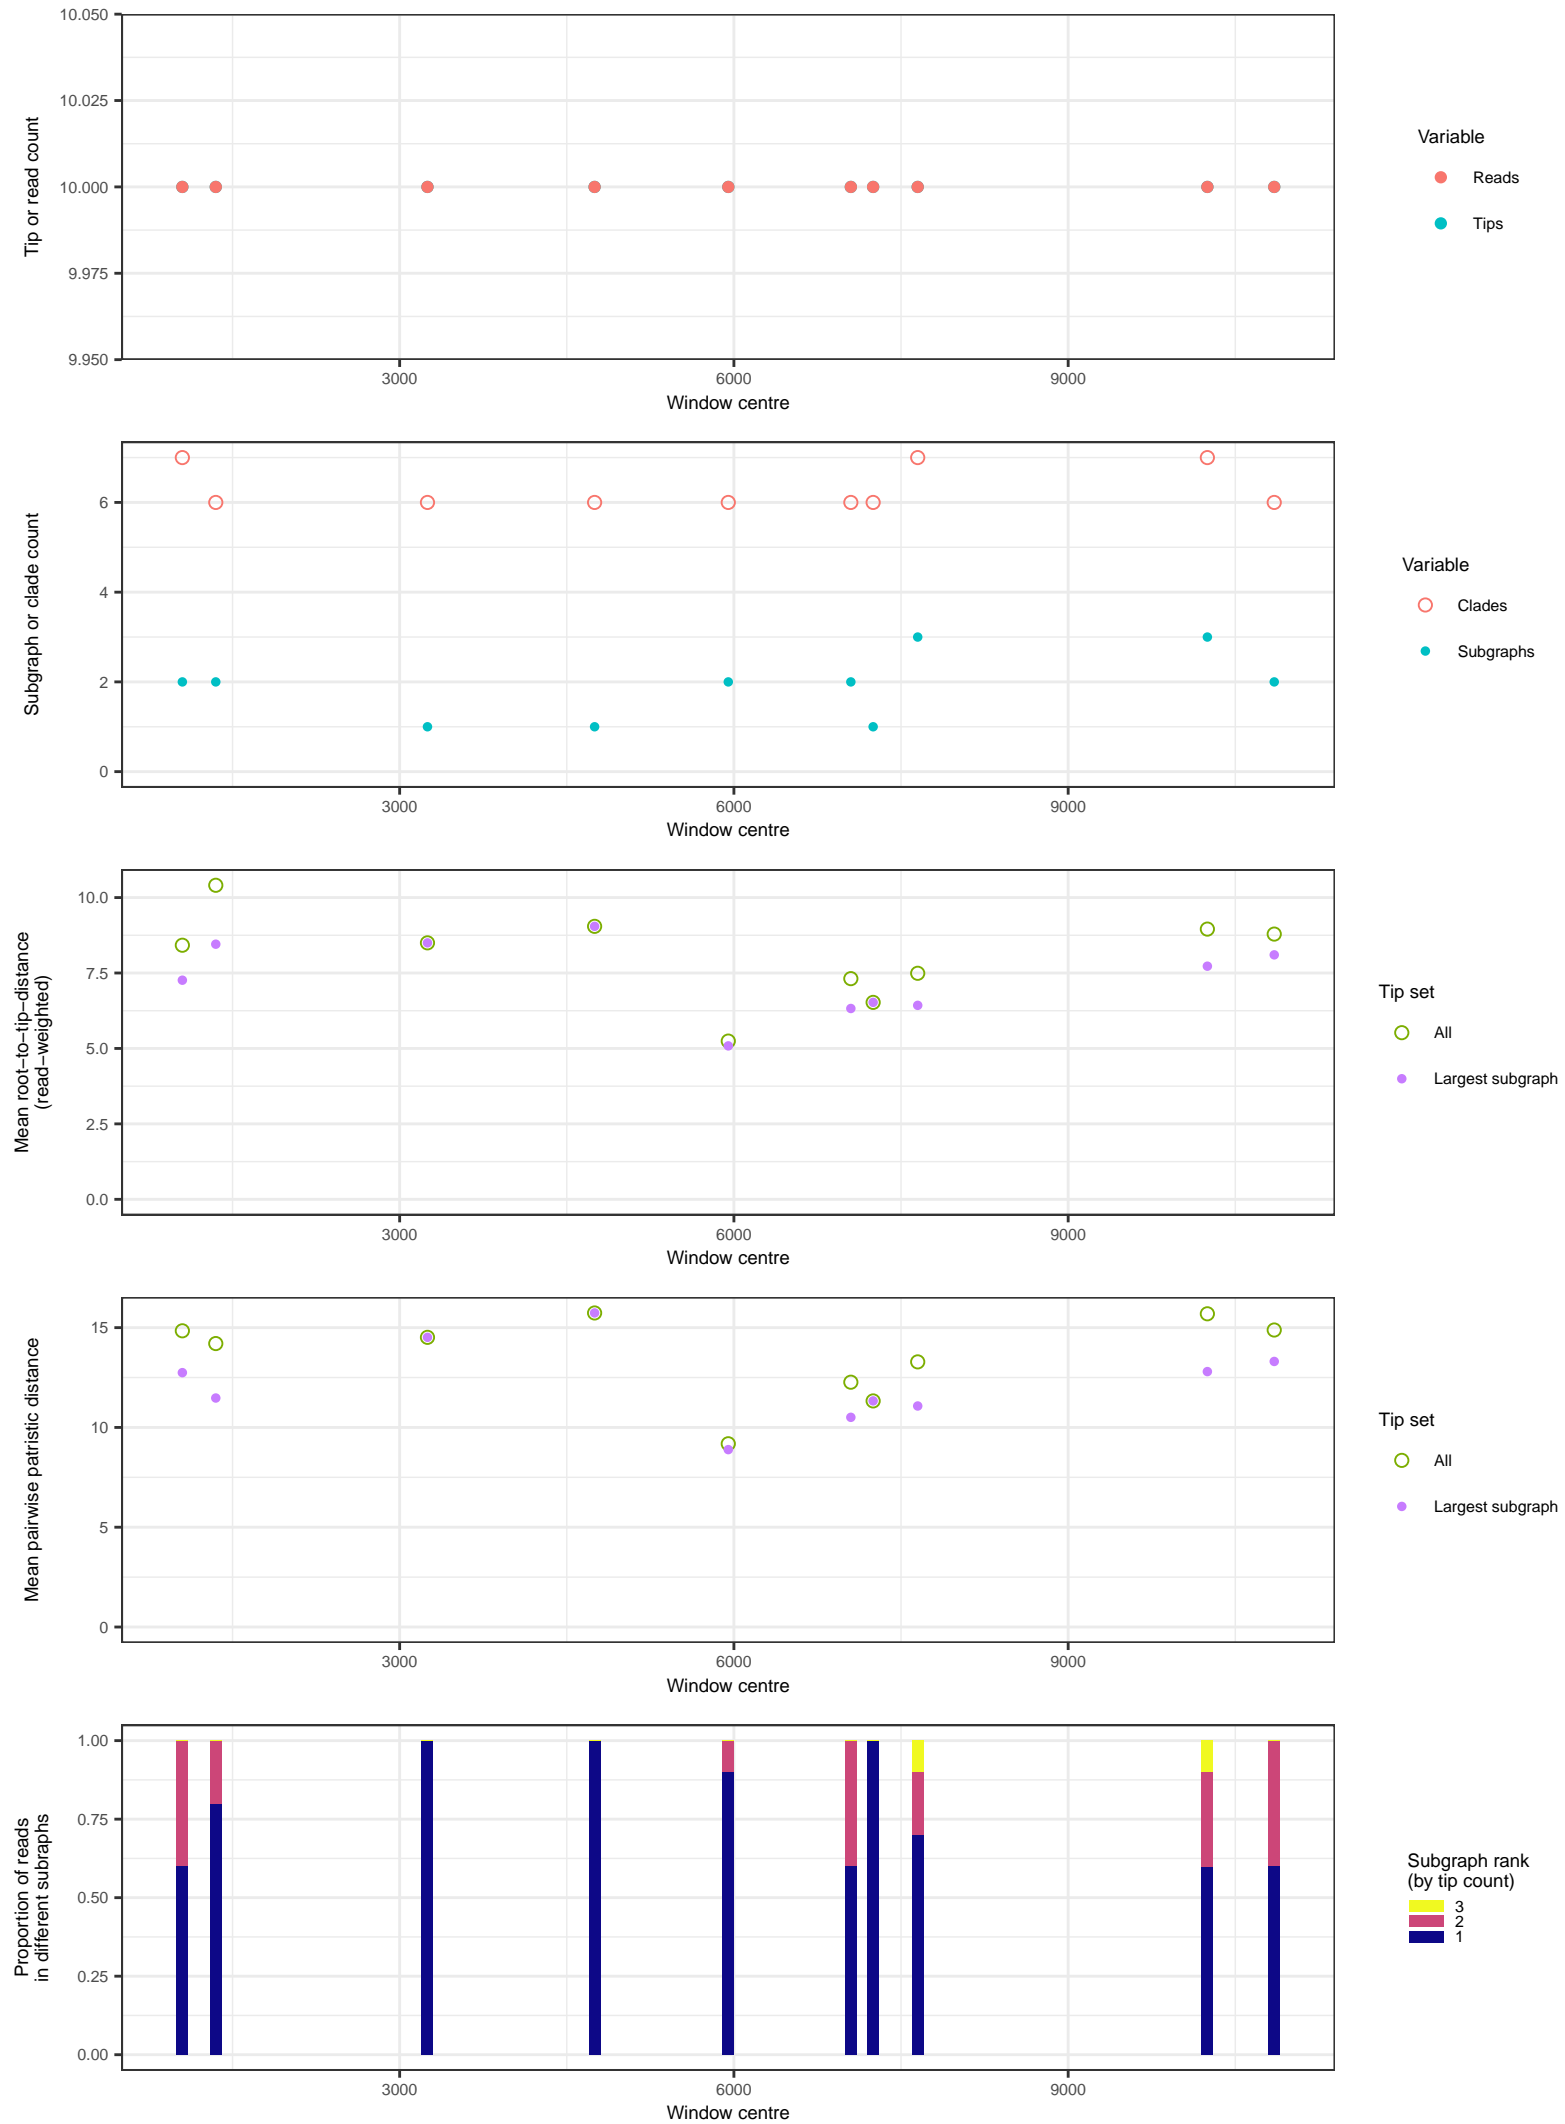 10.050
10.025
10.000
9.975
9.950
Tip or read count
3000
6000
9000
Window centre
Variable
Reads
Tips
6
4
2
0
Subgraph or clade count
3000
6000
9000
Window centre
Variable
Clades
Subgraphs
10.0
7.5
5.0
2.5
0.0
Mean root−to−tip−distance
(read−weighted)
3000
6000
9000
Window centre
Tip set
All
Largest subgraph
15
10
5
0
Mean pairwise patristic distance
3000
6000
9000
Window centre
Tip set
All
Largest subgraph
1.00
0.75
0.50
0.25
0.00
Proportion of reads
in different subraphs
3000
6000
9000
Window centre
Subgraph rank
(by tip count)
3
2
1